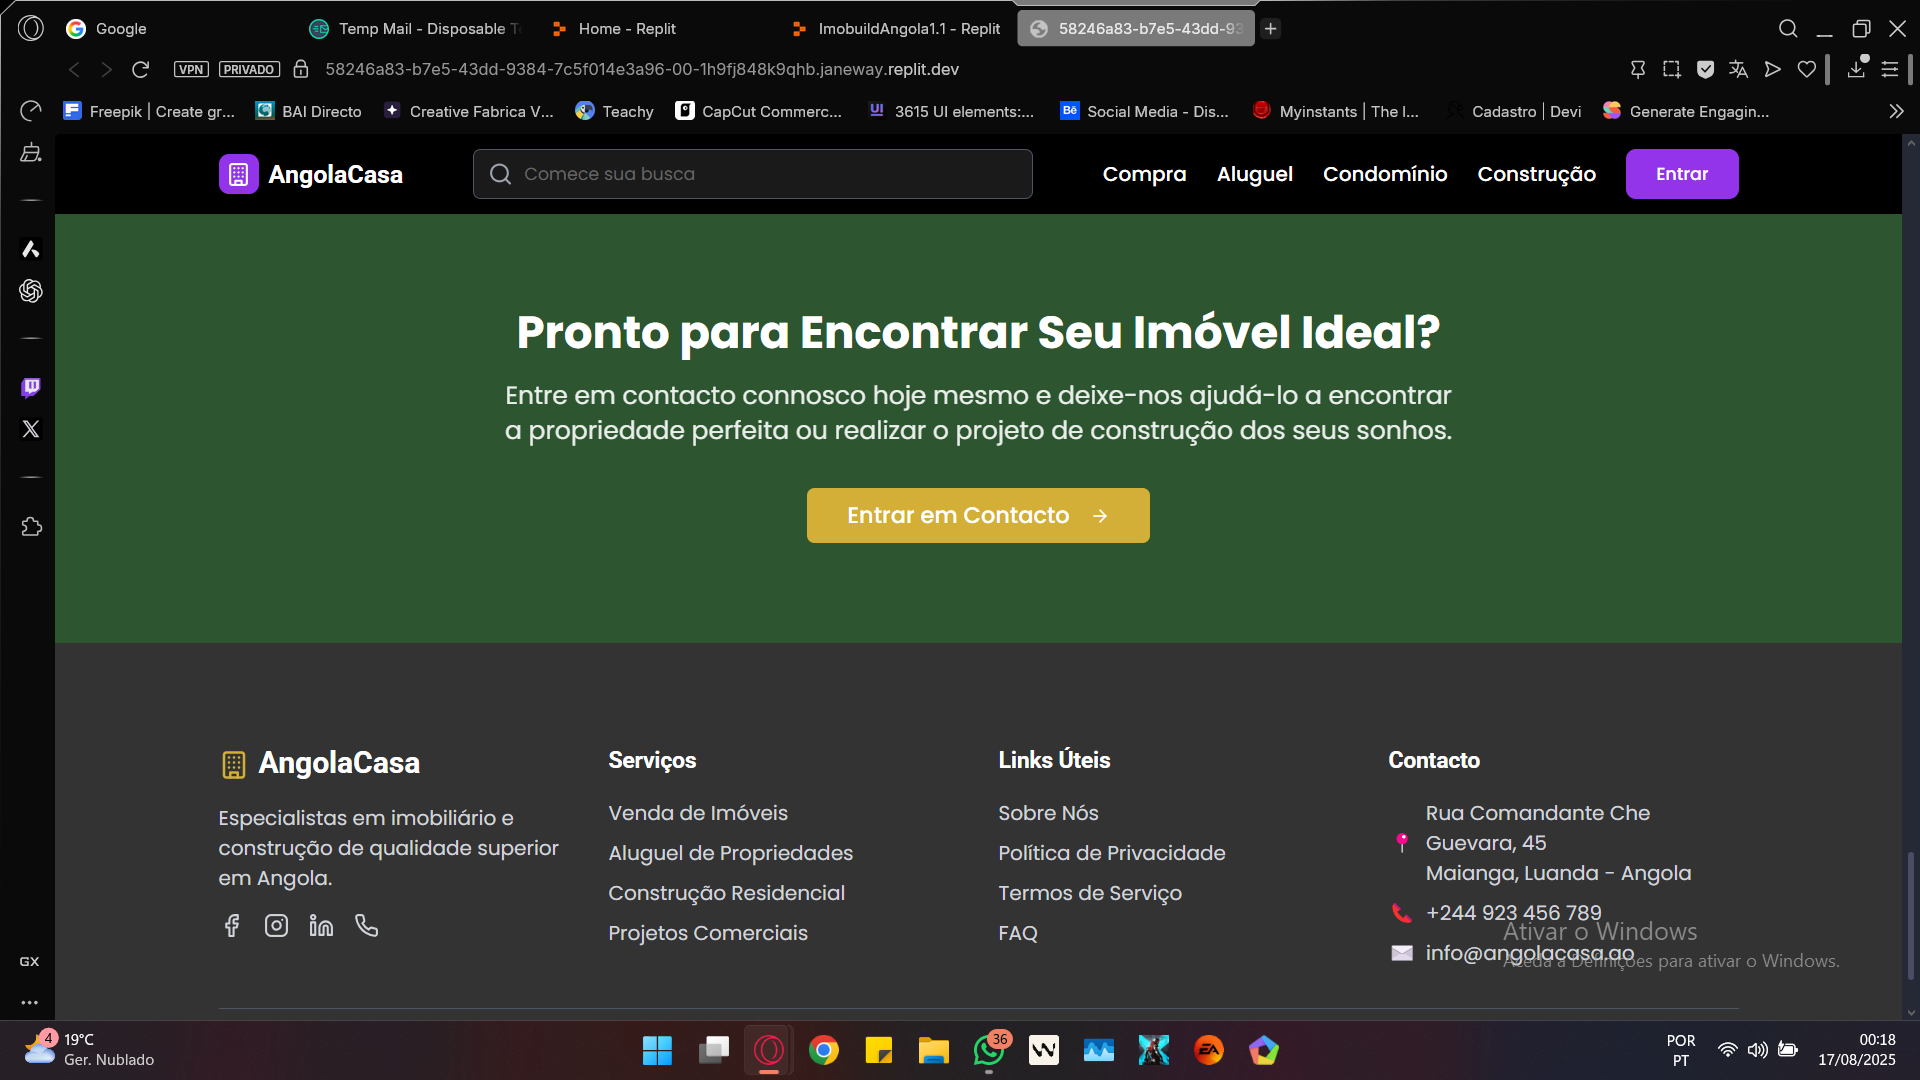 Google
Temp Mail - Disposable
Home - Replit
ImobuildAngola1.1 - Replit
58246a83-b7e5-43dd-93
VPN
PRIVADO
58246a83-b7e5-43dd-9384-7c5f014e3a96-00-1h9fj848k9qhb.janeway.replit.dev
Freepik | Create gr...
BAI Directo
Creative Fabrica V...
Teachy
CapCut Commerc...
UI
3615 UI elements:...
Bē
Social Media - Dis...
Myinstants | The I...
Cadastro | Devi
Generate Engagin...
AngolaCasa
Comece sua busca
Compra
Aluguel
Condomínio
Construção
Entrar
Pronto para Encontrar Seu Imóvel Ideal?
Entre em contacto connosco hoje mesmo e deixe-nos ajudá-lo a encontrar
a propriedade perfeita ou realizar o projeto de construção dos seus sonhos.
Entrar em Contacto
AngolaCasa
Especialistas em imobiliário e
construção de qualidade superior
em Angola.
Serviços
Venda de Imóveis
Aluguel de Propriedades
Construção Residencial
Projetos Comerciais
Links Úteis
Sobre Nós
Política de Privacidade
Termos de Serviço
FAQ
Contacto
Rua Comandante Che
Guevara, 45
Maianga, Luanda - Angola
+244 923 456 789
info@angolacasa.ao
Ativar o Windows
Aceda a Definições para ativar o Windows.
GX
4
19°C
Ger. Nublado
36
EA
POR
PT
00:18
17/08/2025